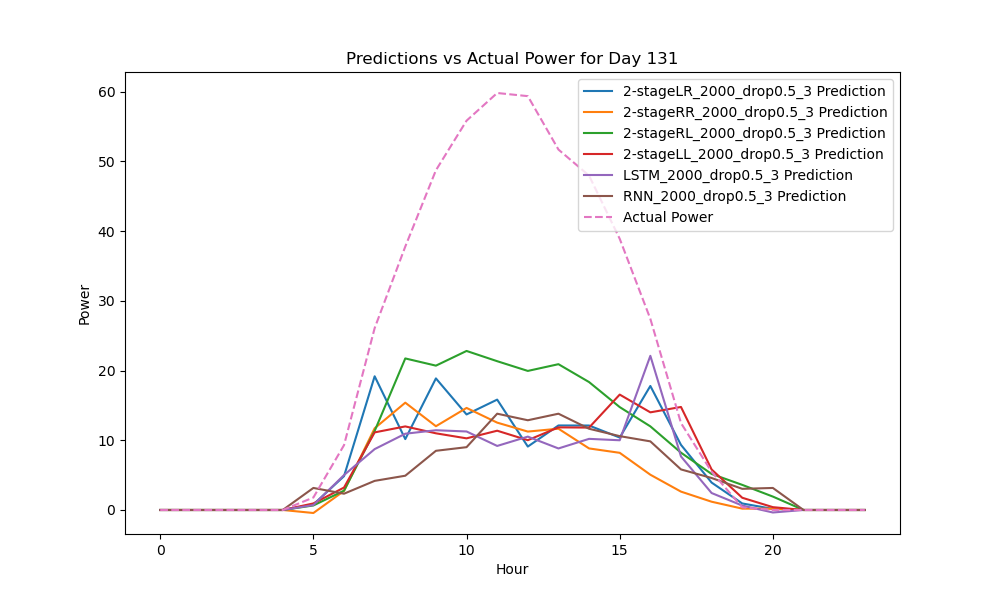 Predictions vs Actual Power for Day 131
2-stageLR_2000_drop0.5_3 Prediction
2-stageRR_2000_drop0.5_3 Prediction
2-stageRL_2000_drop0.5_3 Prediction
2-stageLL_2000_drop0.5_3 Prediction
LSTM_2000_drop0.5_3 Prediction
RNN_2000_drop0.5_3 Prediction
Actual Power
Power
60
50
40
30
20
10
0
0 5 10 15 20
Hour